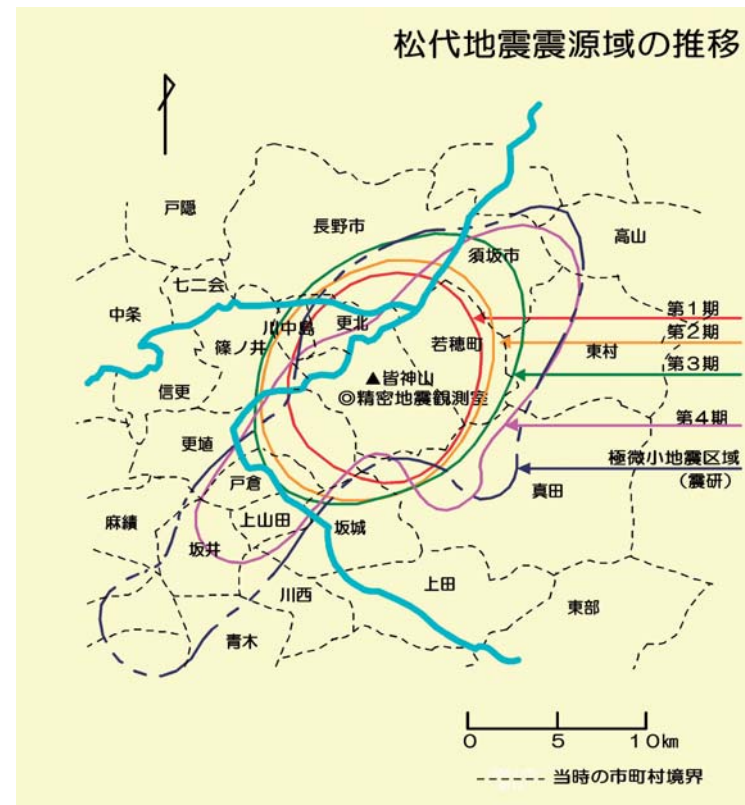 松代地震震源域の推移
戸隠
長野市
高山
須坂市
七二会
中条
川中島
更北
第1期
第2期
篠ノ井
若穂町
東村
第3期
▲皆神山
信更
◎精密地震観測室
第4期
更埴
極微小地震区域
戸倉
(震研)
真田
麻績
上山田
坂城
坂井
上田
川西
東部
青木
0 5 10km
当時の市町村境界